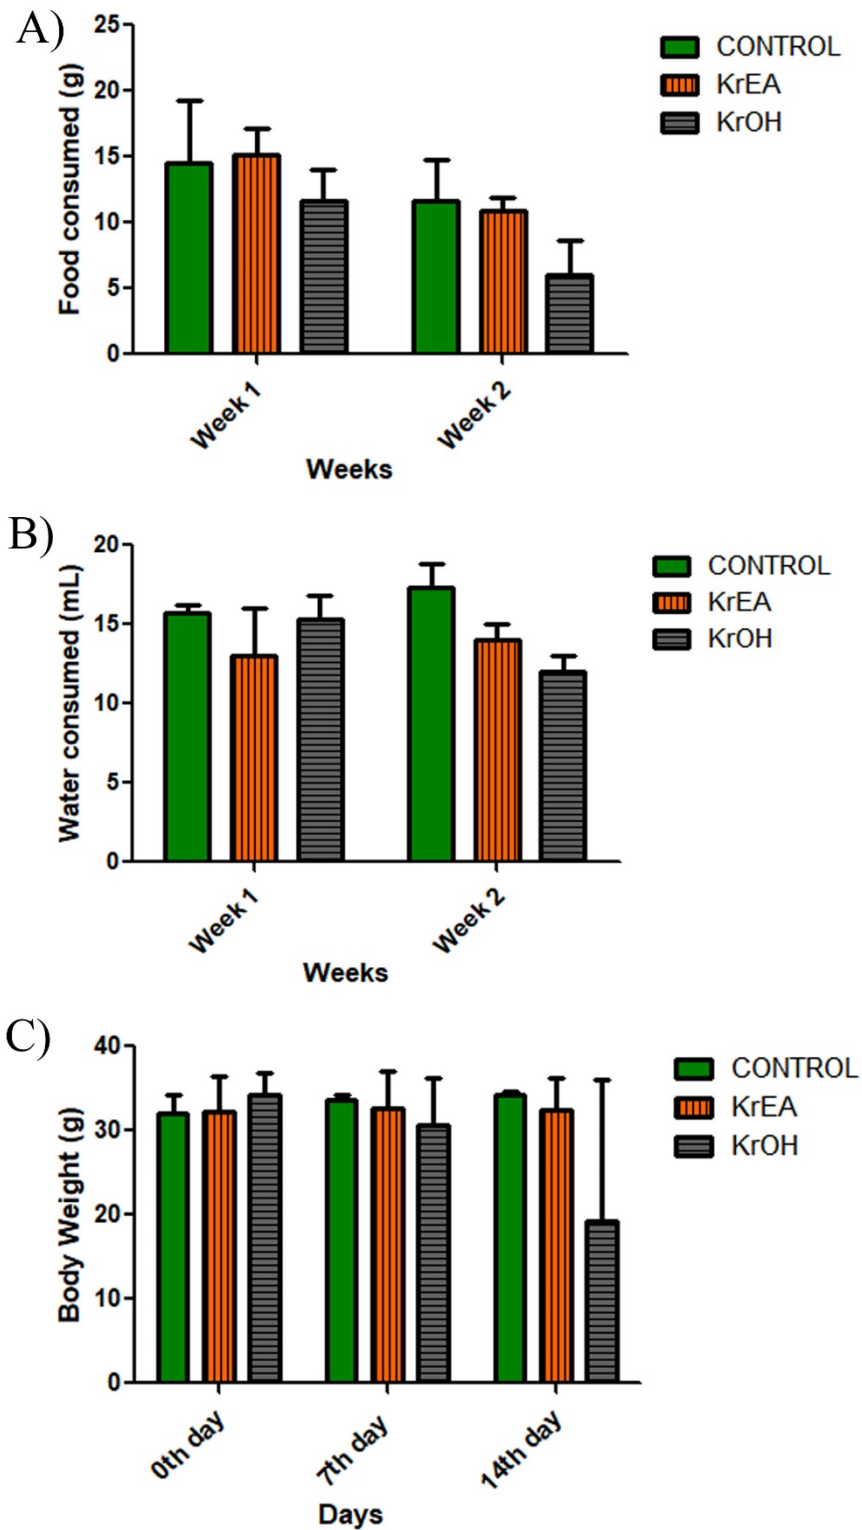 A)
25
20
15
10
5
0
Food consumed (g)
CONTROL
KrEA
KrOH
Week 1
Week 2
Weeks
B)
20
15
10
5
0
Water consumed (mL)
CONTROL
KrEA
KrOH
Week 1
Week 2
Weeks
C)
40
30
20
10
0
Body Weight (g)
CONTROL
KrEA
KrOH
0th day
7th day
14th day
Days